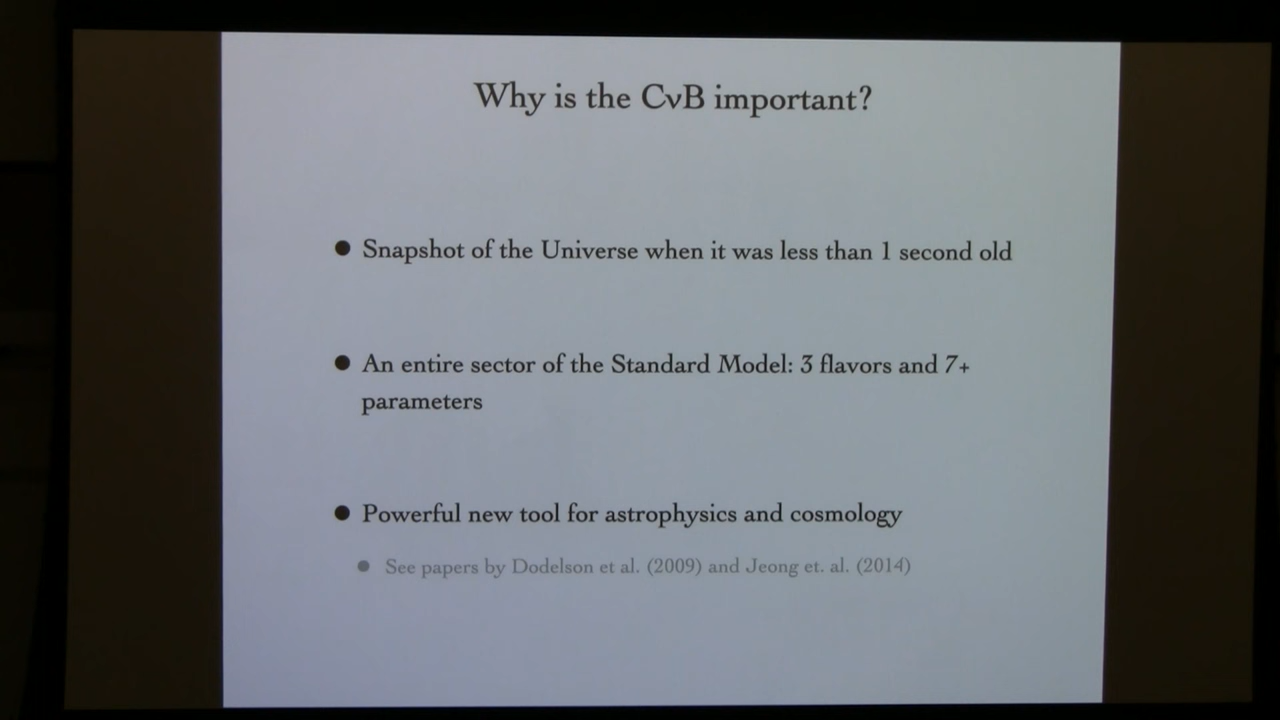 Why is the CνB important?
● Snapshot of the Universe when it was less than 1 second old
● An entire sector of the Standard Model: 3 flavors and 7+
parameters
● Powerful new tool for astrophysics and cosmology
● See papers by Dodelson et al. (2009) and Jeong et. al. (2014)